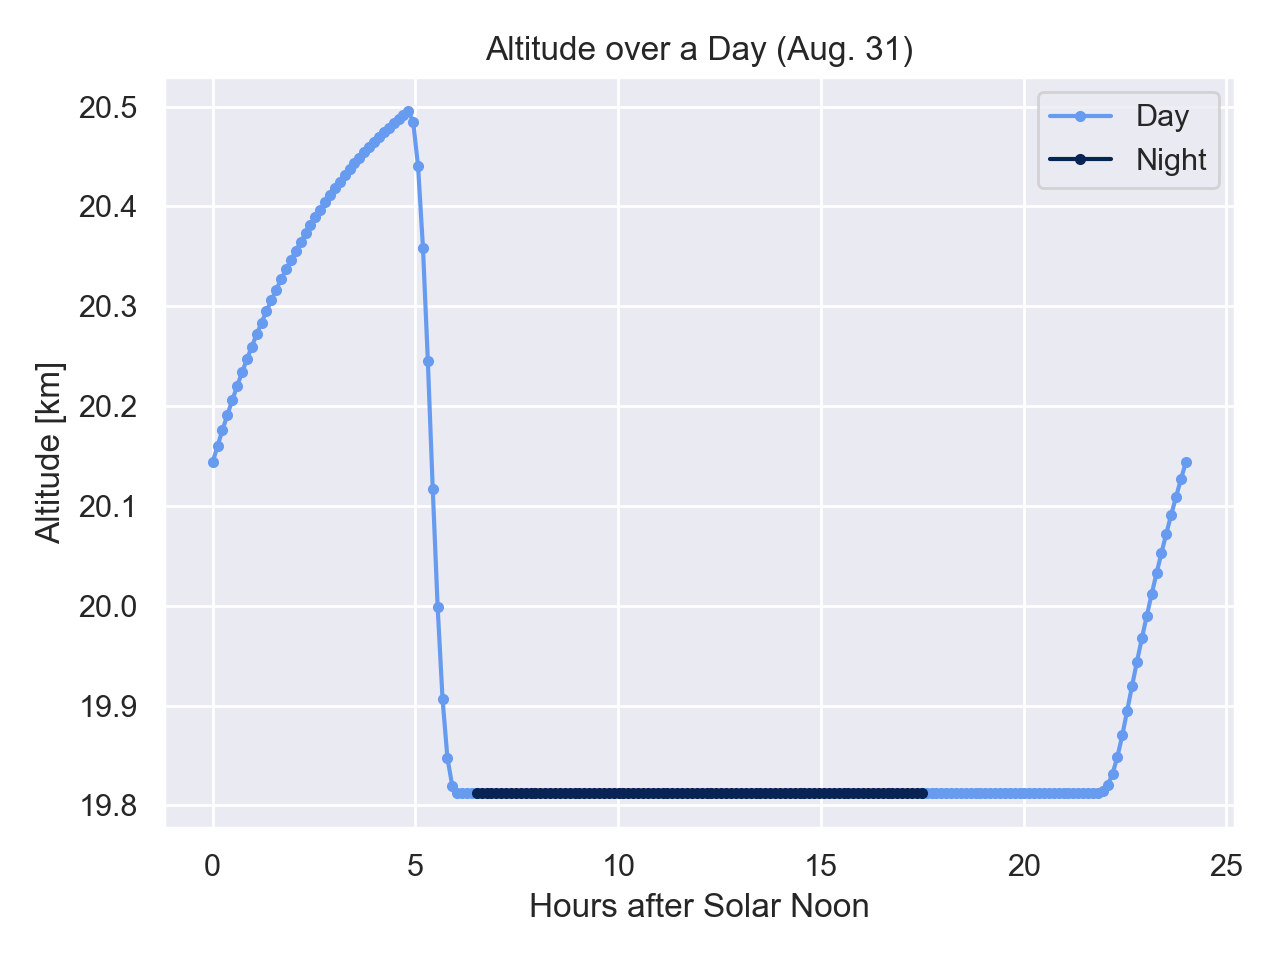 Altitude over a Day (Aug. 31)
Day
Night
20.5
20.4
20.3
20.2
20.1
20.0
19.9
19.8
Altitude [km]
0
5
10
15
20
25
Hours after Solar Noon